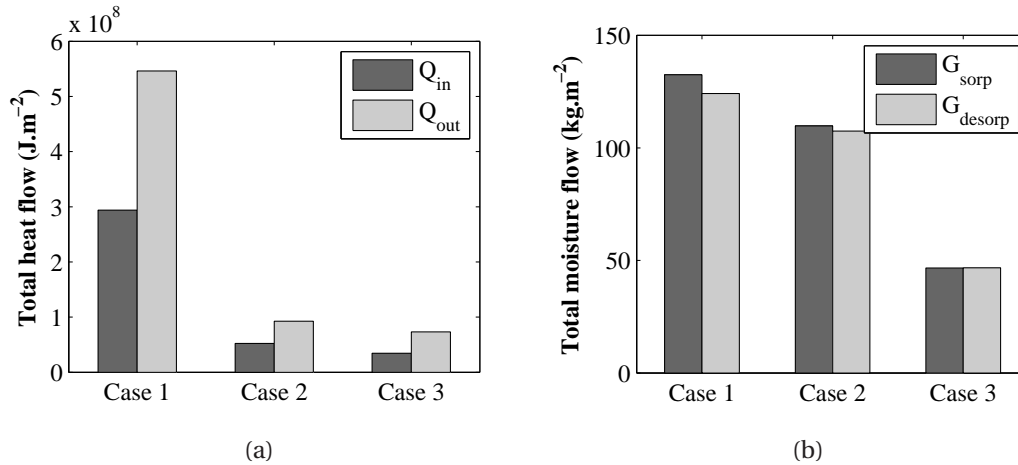 x 10^8
6
5
4
3
2
1
0
Total heat flow (J.m^−2)
Q_in
Q_out
Case 1 Case 2 Case 3
(a)
150
100
50
0
Total moisture flow (kg.m^−2)
G_sorp
G_desorp
Case 1 Case 2 Case 3
(b)